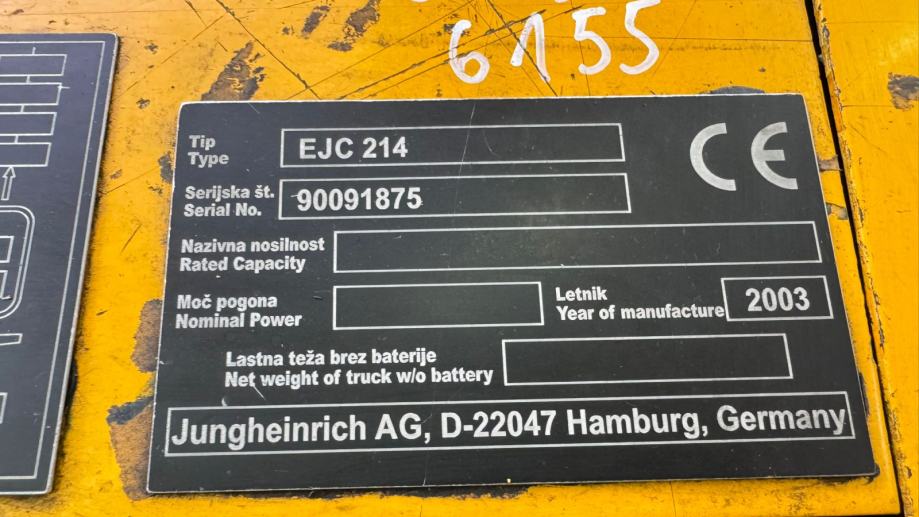 6155
Tip
Type
EJC 214
CE
Serijska št.
Serial No.
90091875
Nazivna nosilnost
Rated Capacity
Moč pogona
Nominal Power
Letnik
Year of manufacture
2003
Lastna teža brez baterije
Net weight of truck w/o battery
Jungheinrich AG, D-22047 Hamburg, Germany